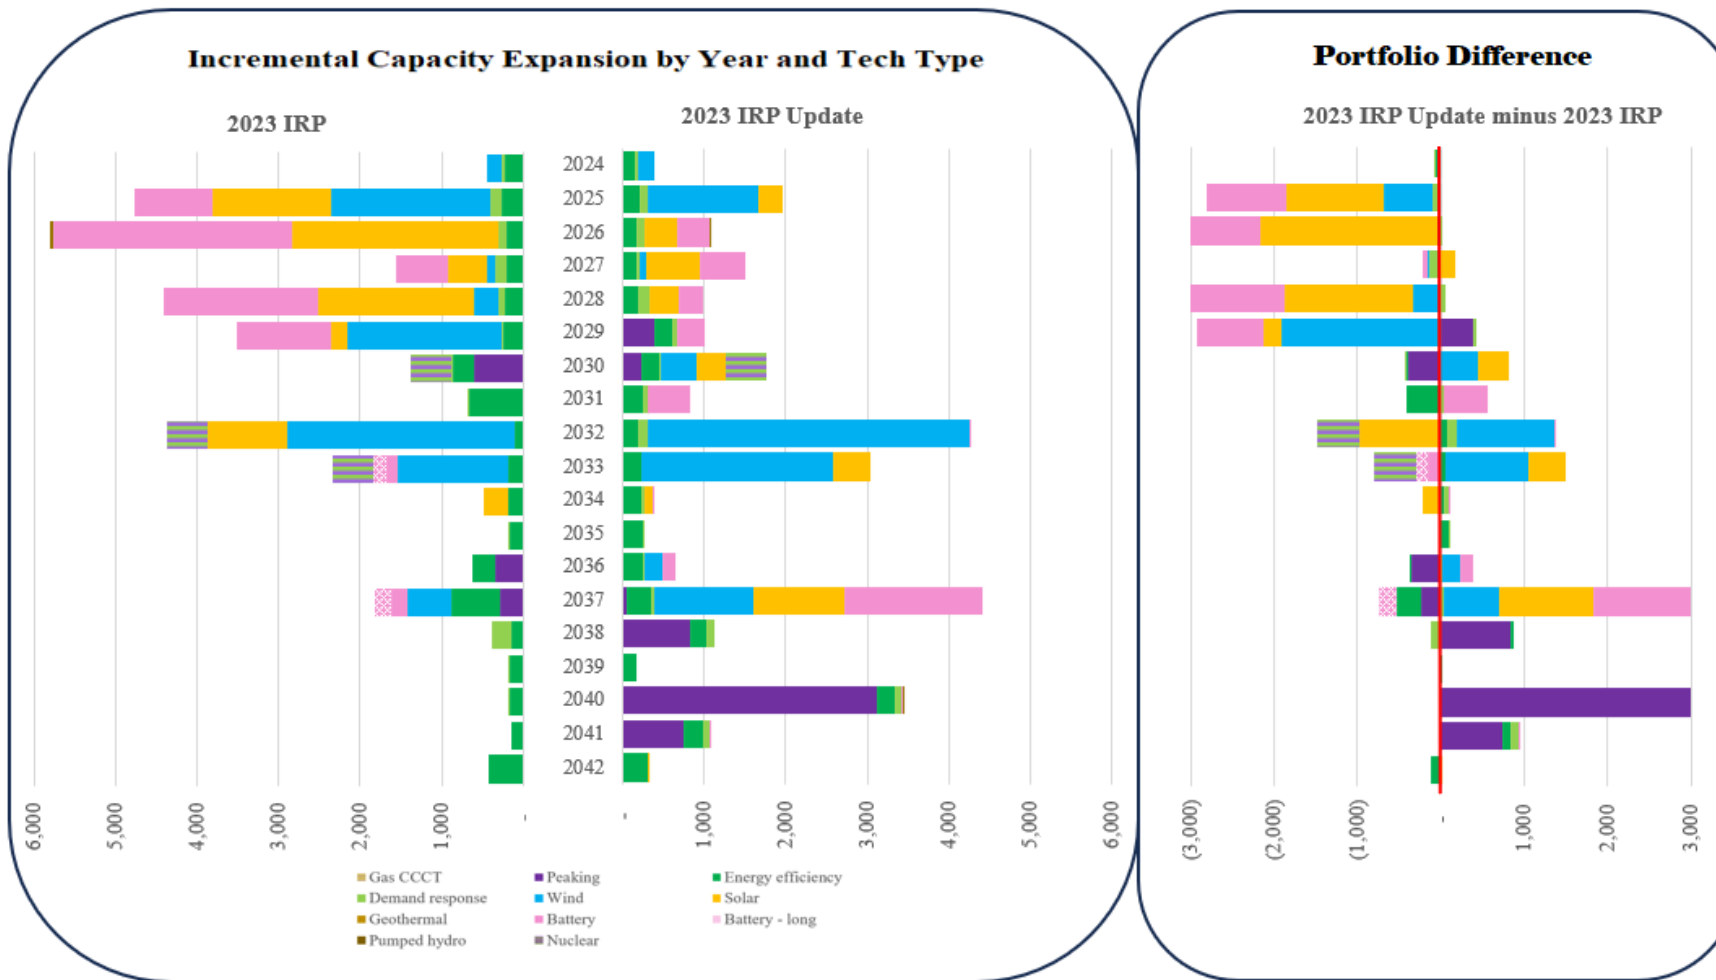 Incremental Capacity Expansion by Year and Tech Type
2023 IRP
2023 IRP Update
2024
2025
2026
2027
2028
2029
2030
2031
2032
2033
2034
2035
2036
2037
2038
2039
2040
2041
2042
6,000
5,000
4,000
3,000
2,000
1,000
-
-
1,000
2,000
3,000
4,000
5,000
6,000
Gas CCCT
Peaking
Energy efficiency
Demand response
Wind
Solar
Geothermal
Battery
Battery - long
Pumped hydro
Nuclear
Portfolio Difference
2023 IRP Update minus 2023 IRP
(3,000)
(2,000)
(1,000)
-
1,000
2,000
3,000